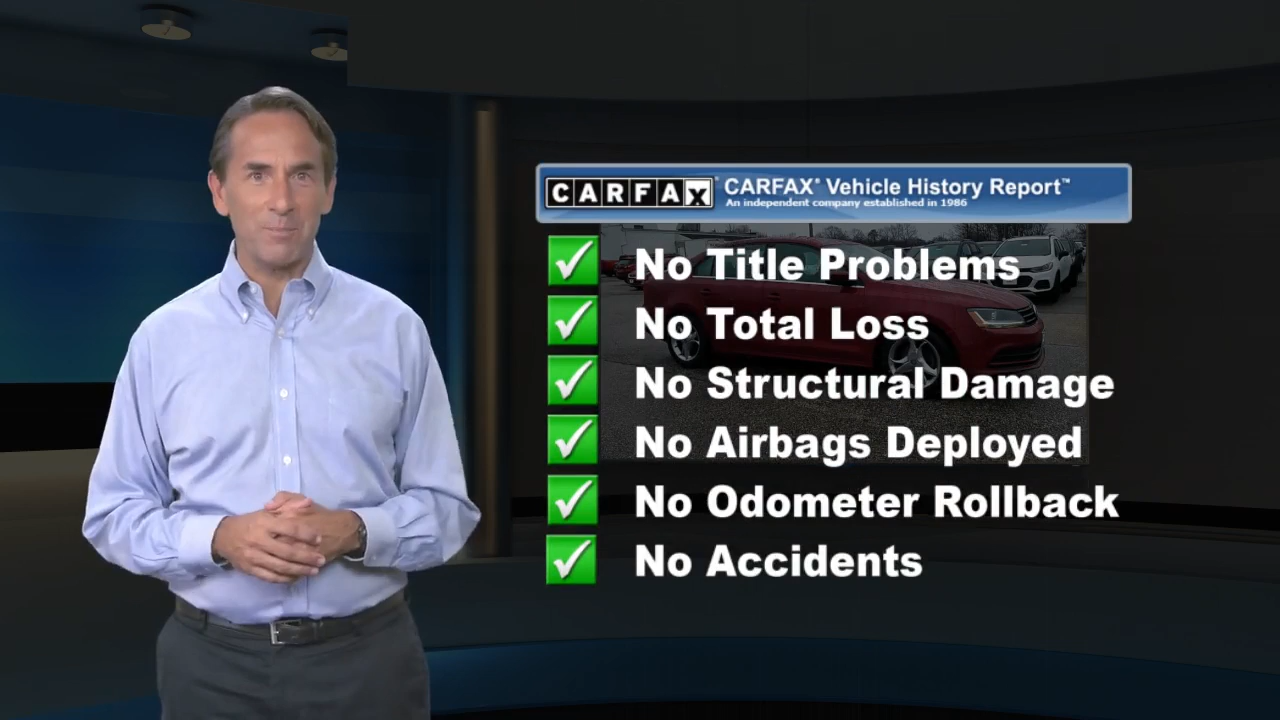 CARFAX® CARFAX® Vehicle History Report™
An independent company established in 1986
No Title Problems
No Total Loss
No Structural Damage
No Airbags Deployed
No Odometer Rollback
No Accidents